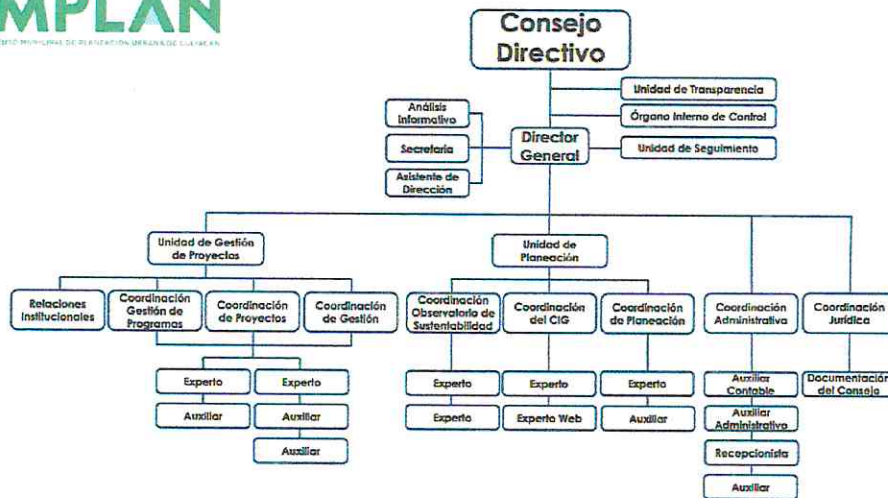 MPLAN
Consejo
Directivo
Unidad de Transparencia
Órgano Interno de Control
Análisis
Informativo
Secretaria
Asistente de
Dirección
Director
General
Unidad de Seguimiento
Unidad de Gestión
de Proyectos
Unidad de
Planeación
Relaciones
Institucionales
Coordinación
Gestión de
Programas
Coordinación
de Proyectos
Coordinación
de Gestión
Coordinación
Observatorio de
Sustentabilidad
Coordinación
del CIG
Coordinación
de Planeación
Coordinación
Administrativa
Coordinación
Jurídica
Experto
Auxiliar
Experto
Auxiliar
Auxiliar
Experto
Experto
Experto
Experto Web
Experto
Auxiliar
Auxiliar
Contable
Auxiliar
Administrativo
Recepcionista
Auxiliar
Documentación
del Consejo